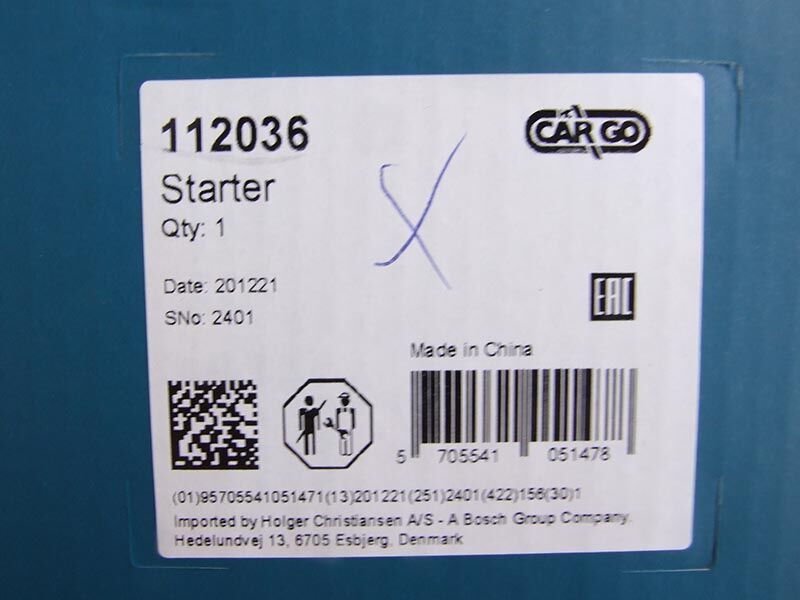 112036
HC CARGO
Starter
Qty: 1
Date: 201221
SNo: 2401
EAC
Made in China
5 705541 051478
(01)95705541051471(13)201221(251)2401(422)156(30)1
Imported by Holger Christiansen A/S - A Bosch Group Company.
Hedelundvej 13, 6705 Esbjerg, Denmark